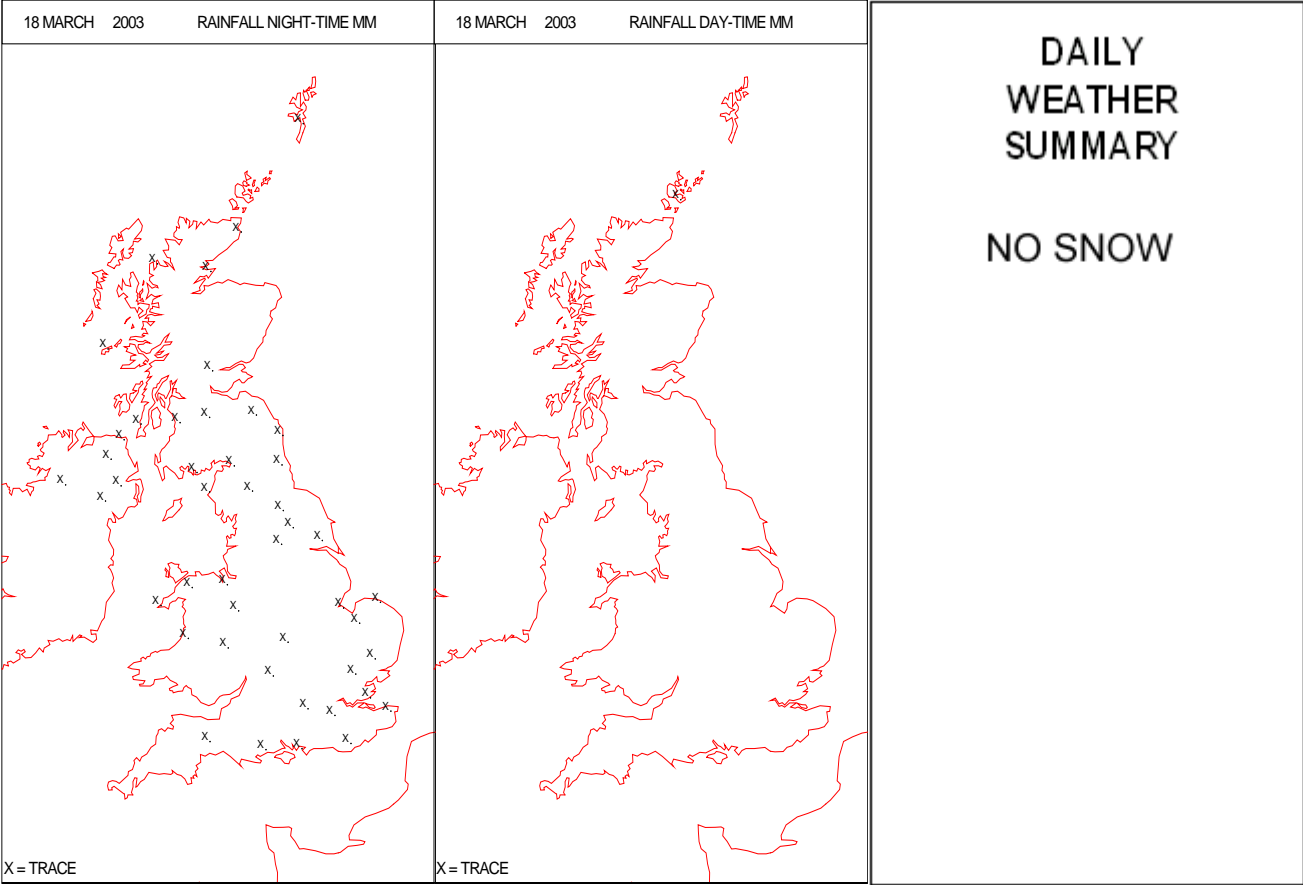 18 MARCH 2003 RAINFALL NIGHT-TIME MM
X = TRACE
18 MARCH 2003 RAINFALL DAY-TIME MM
X = TRACE
DAILY
WEATHER
SUMMARY
NO SNOW